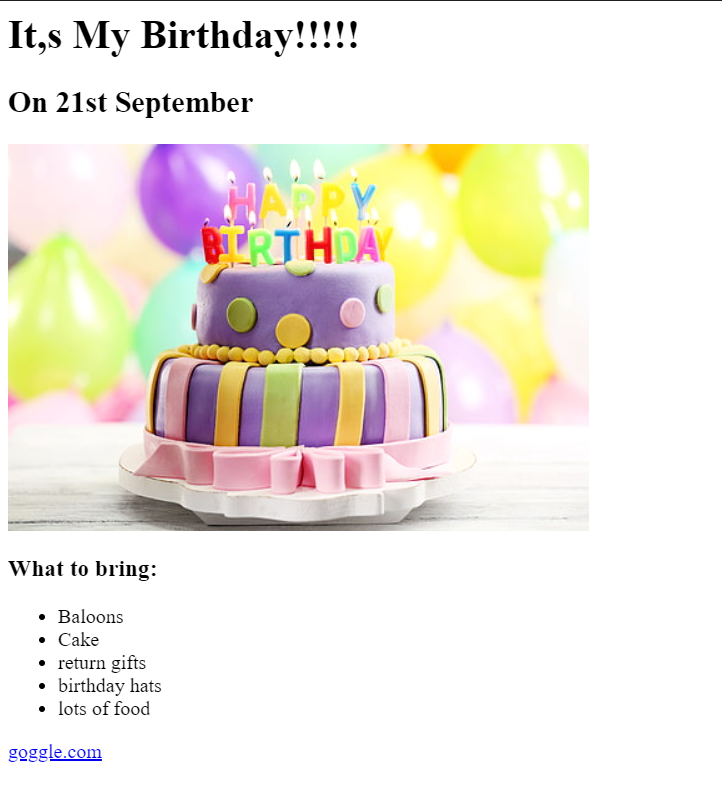 It,s My Birthday!!!!!
On 21st September
HAPPY
BIRTHDAY
What to bring:
Baloons
Cake
return gifts
birthday hats
lots of food
goggle.com